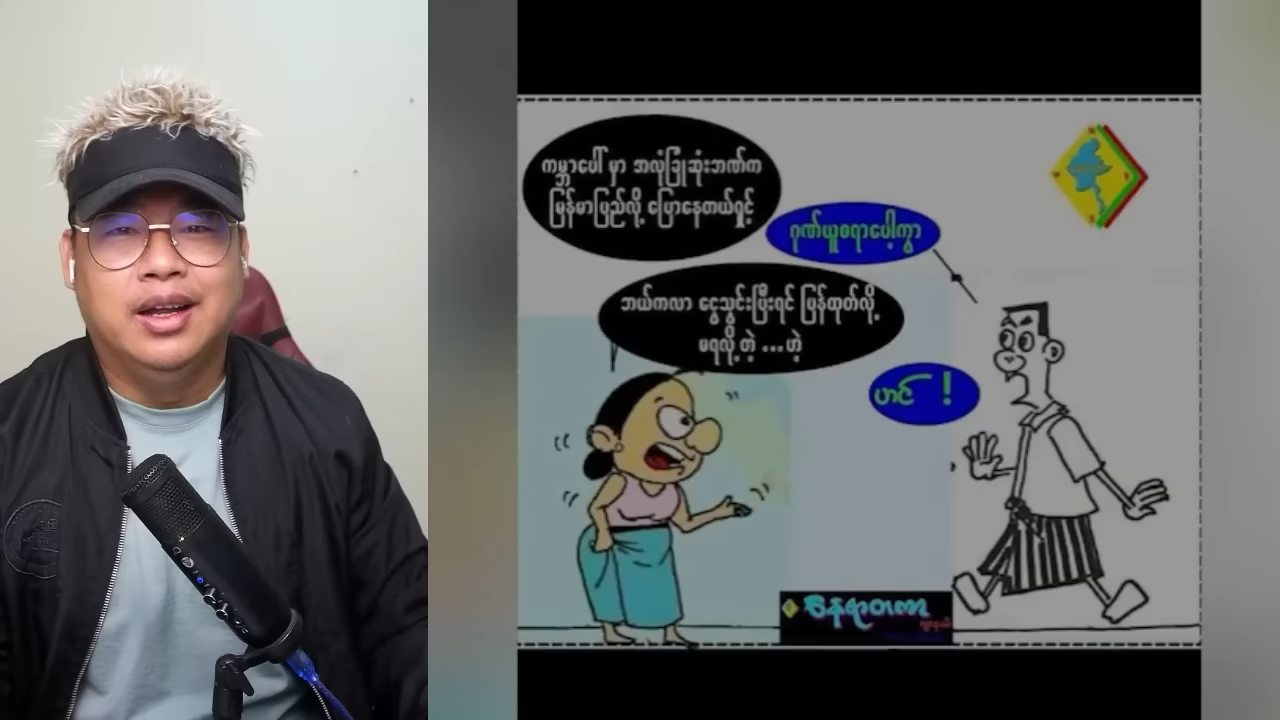 ကမ္ဘာပေါ်မှာ အလုံခြုံဆုံးဘဏ်က
မြန်မာပြည်လို့ ပြောနေတယ်ရှင့်
ဂုဏ်ယူစရာပေါ့ကွာ
ဘယ်ကလာ ငွေသွင်းပြီးရင် ပြန်ထုတ်လို့
မရလို့ တဲ့ ...ဟဲ့
ဟင် !